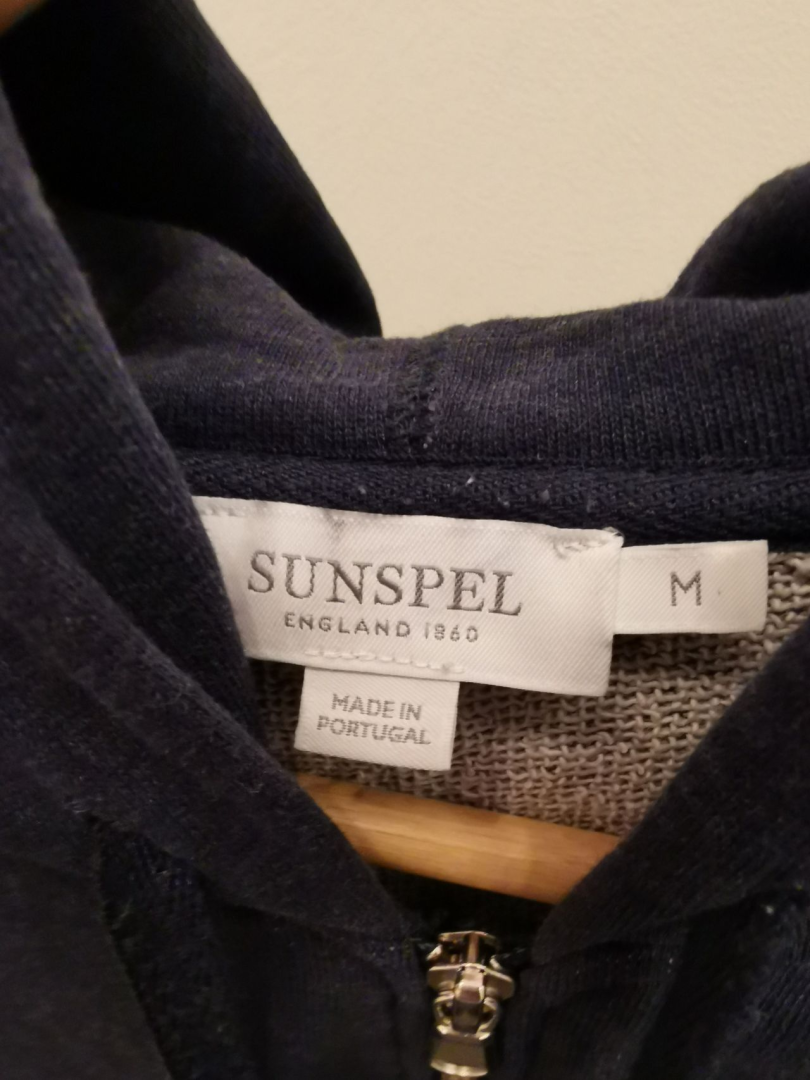 SUNSPEL
ENGLAND 1860
M
MADE IN
PORTUGAL